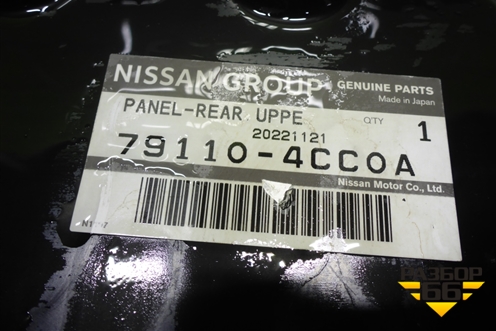 NISSAN GROUP GENUINE PARTS
Made in Japan
PANEL-REAR UPPE QTY 1
20221121
79110-4CC0A
Nissan Motor Co., Ltd.
РАЗБОР
66